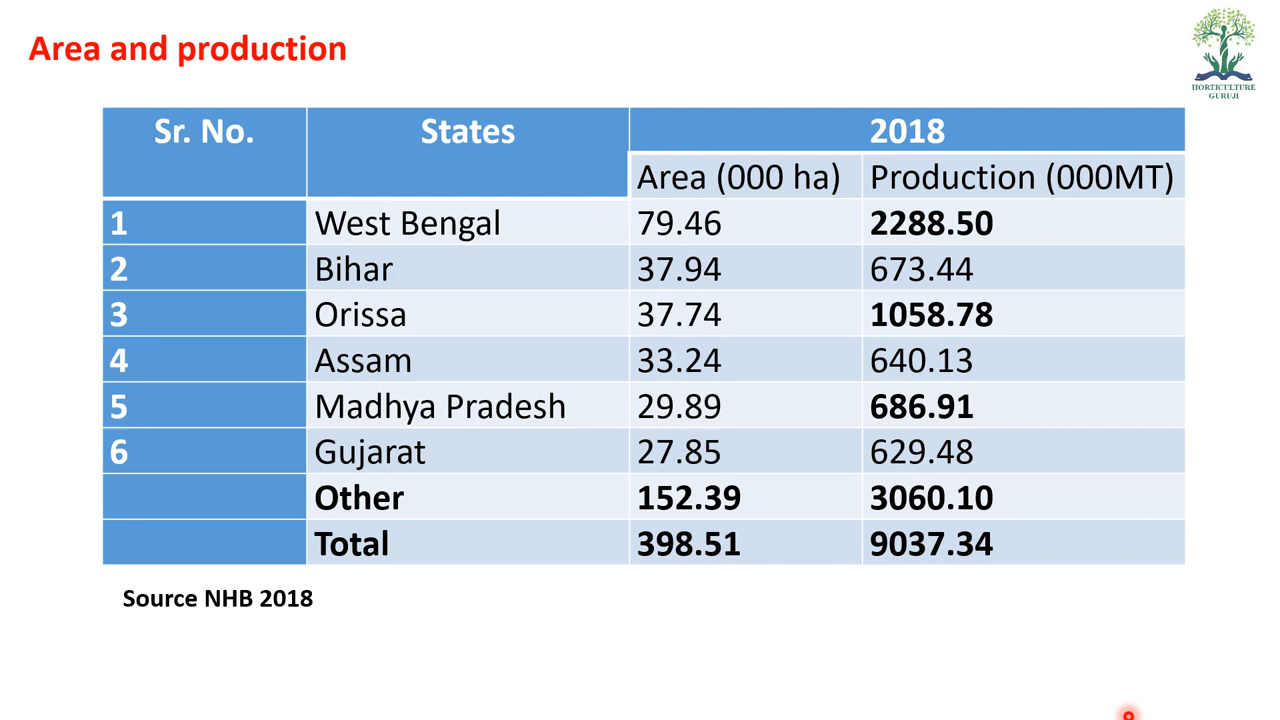 Area and production
HORTICULTURE
GURUJI
Sr. No. States 2018
Area (000 ha) Production (000MT)
1 West Bengal 79.46 2288.50
2 Bihar 37.94 673.44
3 Orissa 37.74 1058.78
4 Assam 33.24 640.13
5 Madhya Pradesh 29.89 686.91
6 Gujarat 27.85 629.48
Other 152.39 3060.10
Total 398.51 9037.34
Source NHB 2018